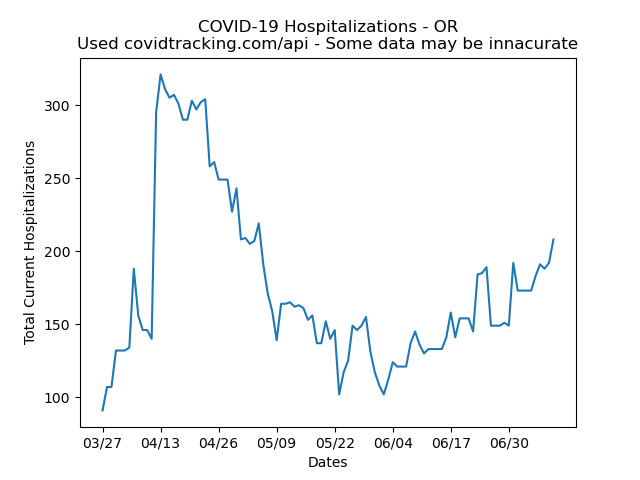 COVID-19 Hospitalizations - OR
Used covidtracking.com/api - Some data may be innacurate
Total Current Hospitalizations
300
250
200
150
100
03/27 04/13 04/26 05/09 05/22 06/04 06/17 06/30
Dates